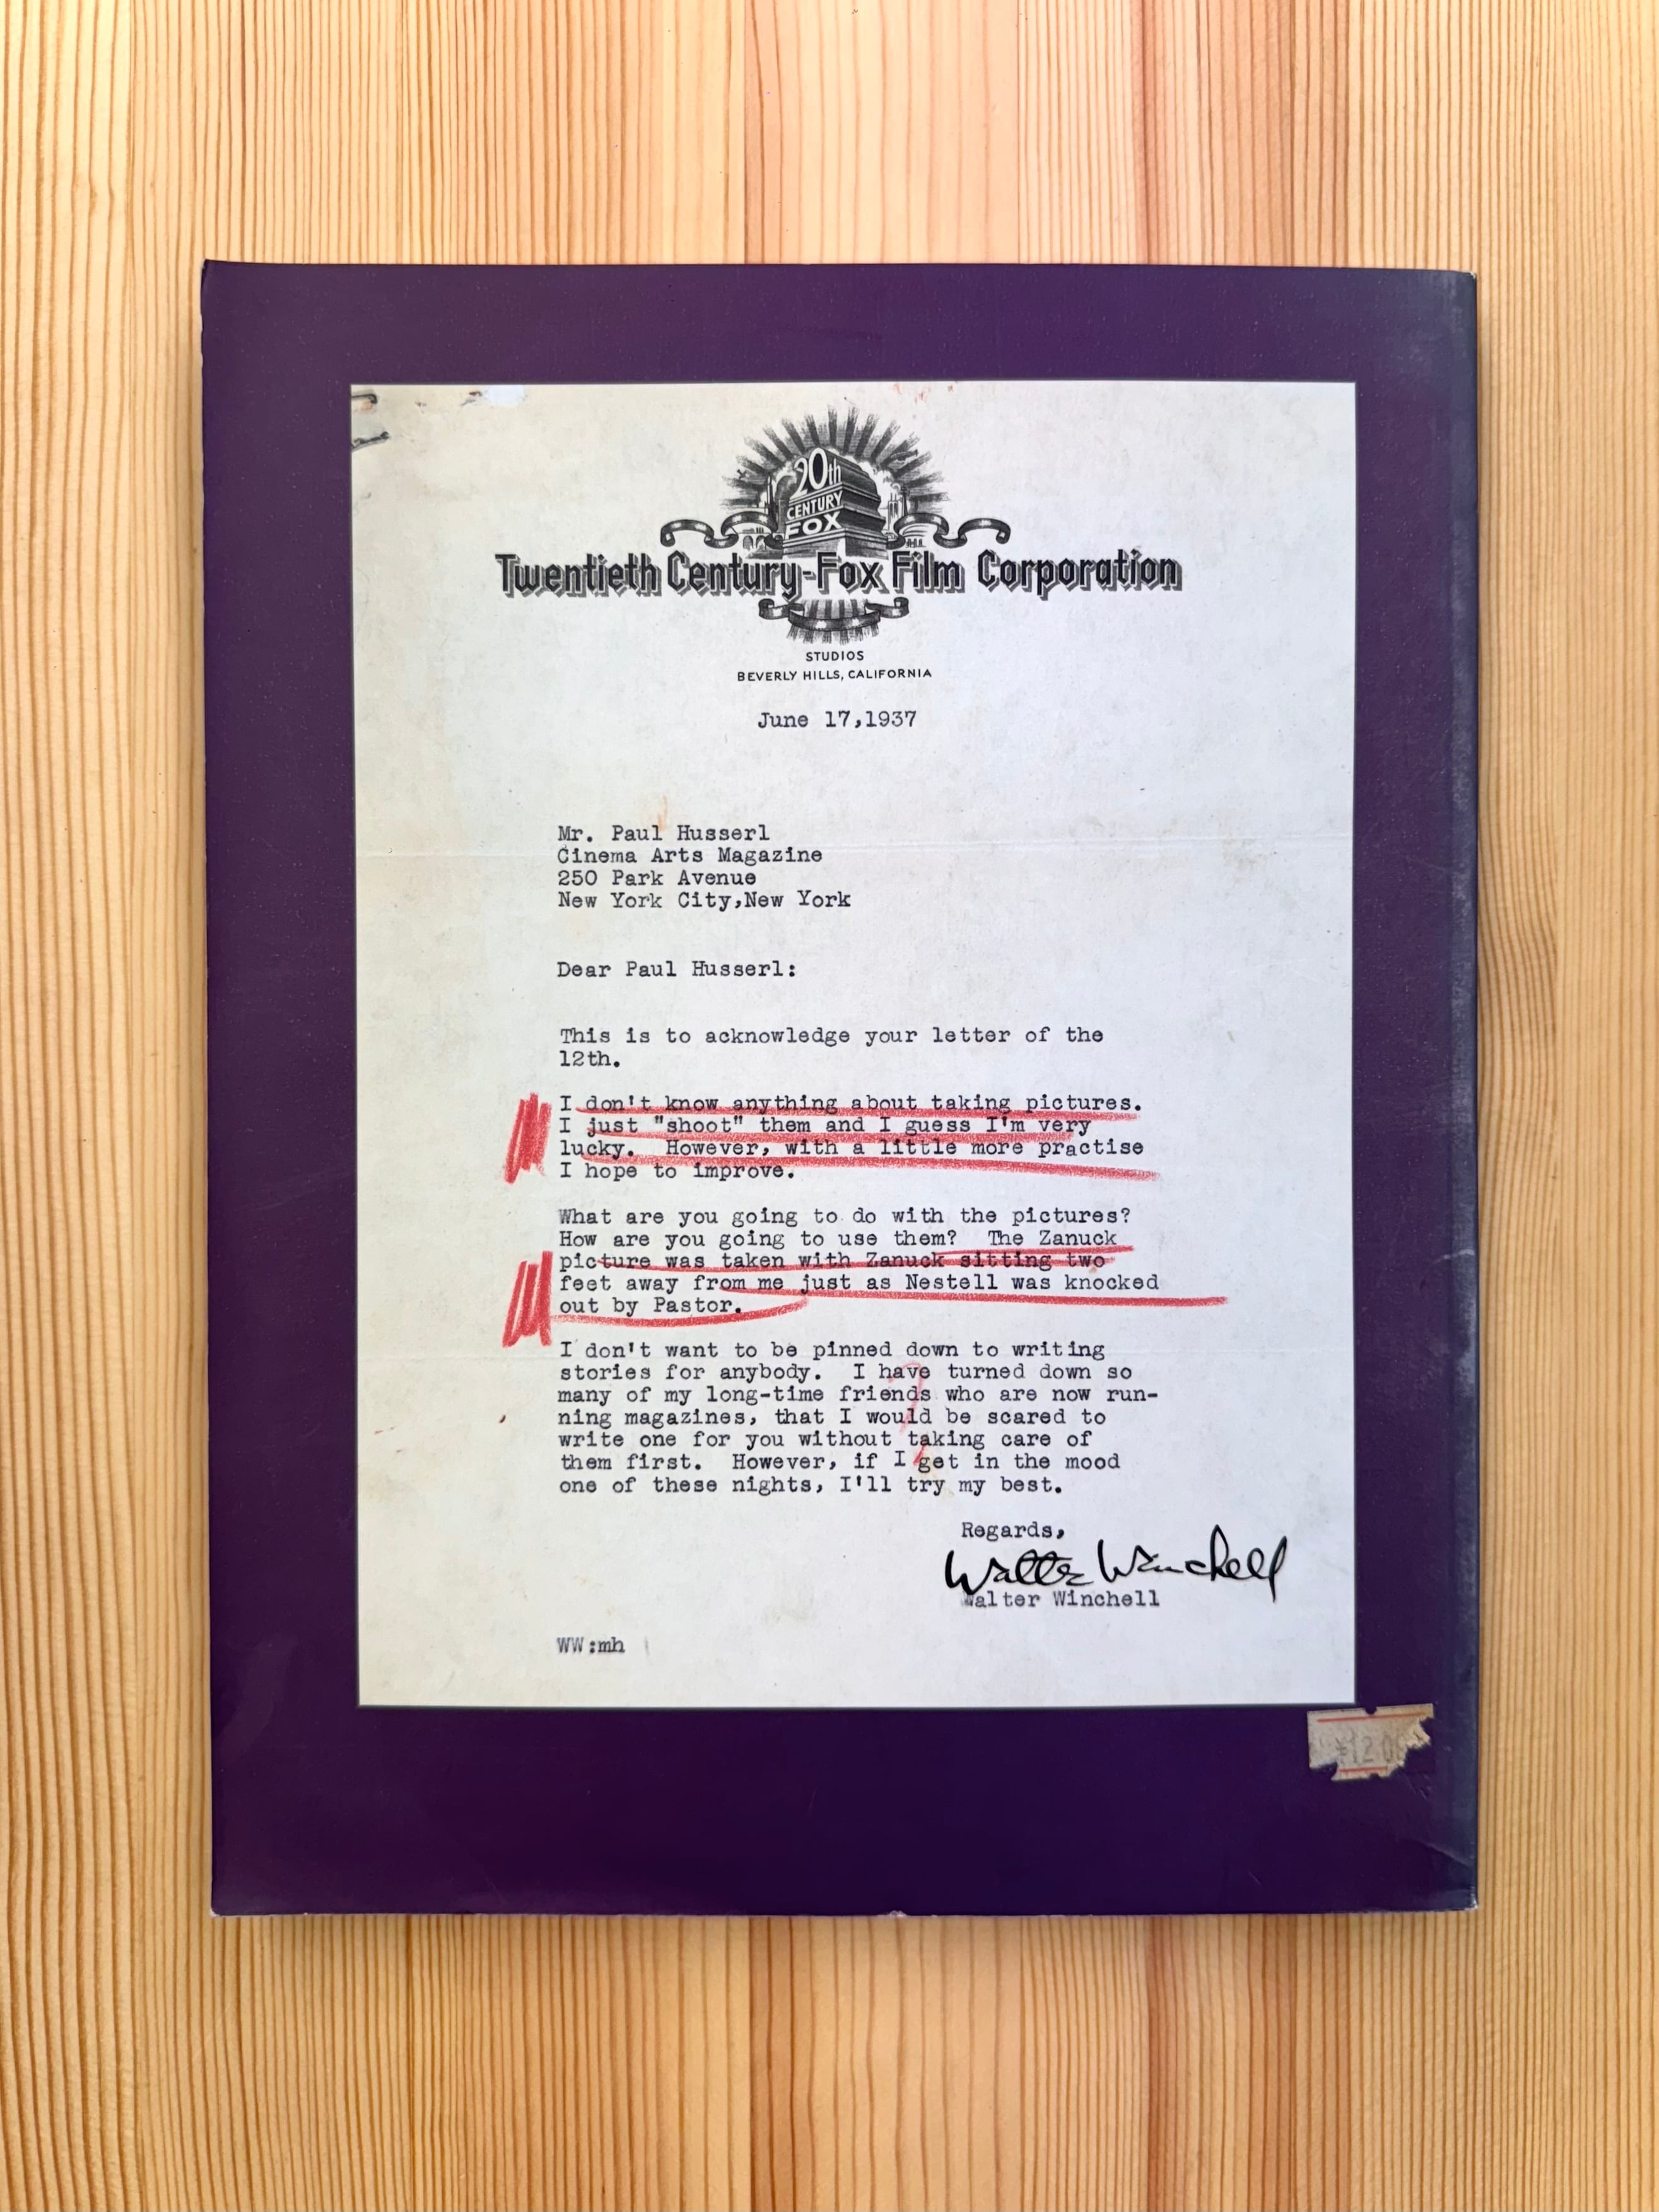 20th
CENTURY
FOX
Twentieth Century-Fox Film Corporation
STUDIOS
BEVERLY HILLS, CALIFORNIA
June 17,1937
Mr. Paul Husserl
Cinema Arts Magazine
250 Park Avenue
New York City,New York
Dear Paul Husserl:
This is to acknowledge your letter of the
12th.
I don't know anything about taking pictures.
I just "shoot" them and I guess I'm very
lucky.  However, with a little more practise
I hope to improve.
What are you going to do with the pictures?
How are you going to use them?  The Zanuck
picture was taken with Zanuck sitting two
feet away from me just as Nestell was knocked
out by Pastor.
I don't want to be pinned down to writing
stories for anybody.  I have turned down so
many of my long-time friends who are now run-
ning magazines, that I would be scared to
write one for you without taking care of
them first.  However, if I get in the mood
one of these nights, I'll try my best.
Regards,
Walter Winchell
Walter Winchell
WW:mh